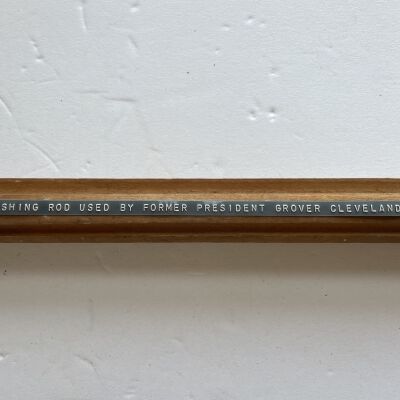 SHING ROD USED BY FORMER PRESIDENT GROVER CLEVELAND